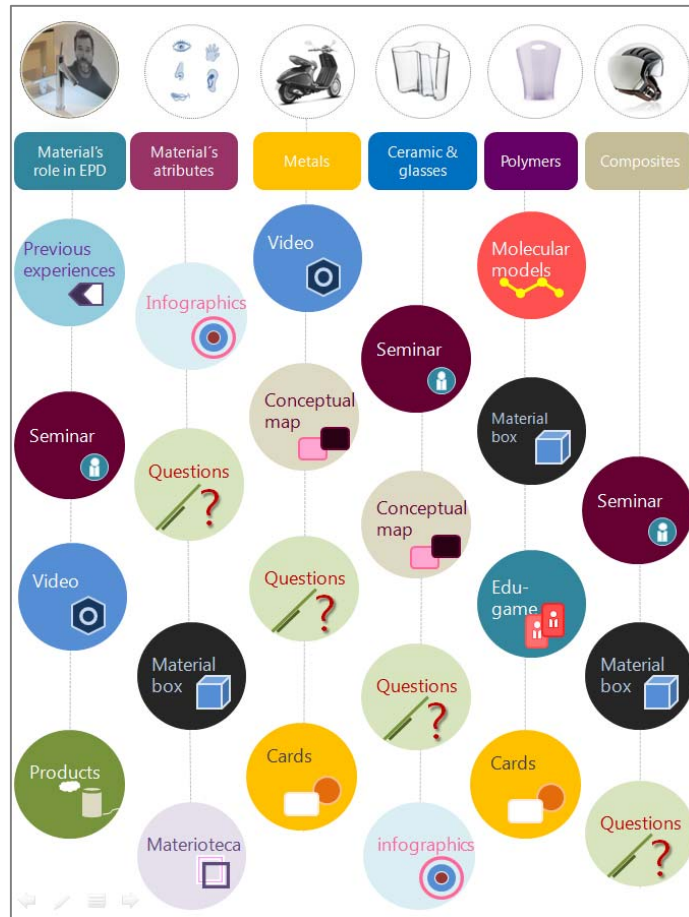 Material's
role in EPD
Material´s
atributes
Metals
Ceramic &
glasses
Polymers
Composites
Previous
experiences
Seminar
Video
Products
Infographics
Questions
?
Material
box
Materioteca
Video
Conceptual
map
Questions
?
Cards
Seminar
Conceptual
map
Questions
?
infographics
Molecular
models
Material
box
Edu-
game
Cards
Seminar
Material
box
Questions
?